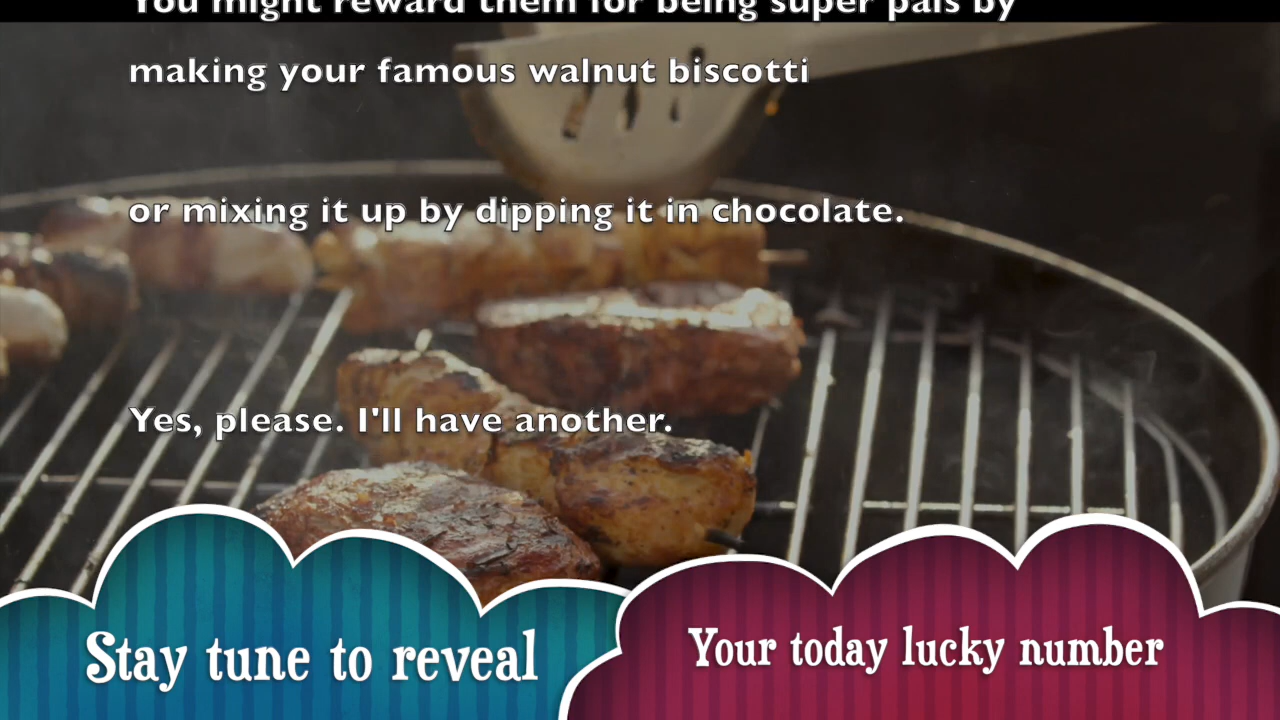 You might reward them for being super pals by
making your famous walnut biscotti
or mixing it up by dipping it in chocolate.
Yes, please. I'll have another.
Stay tune to reveal
Your today lucky number